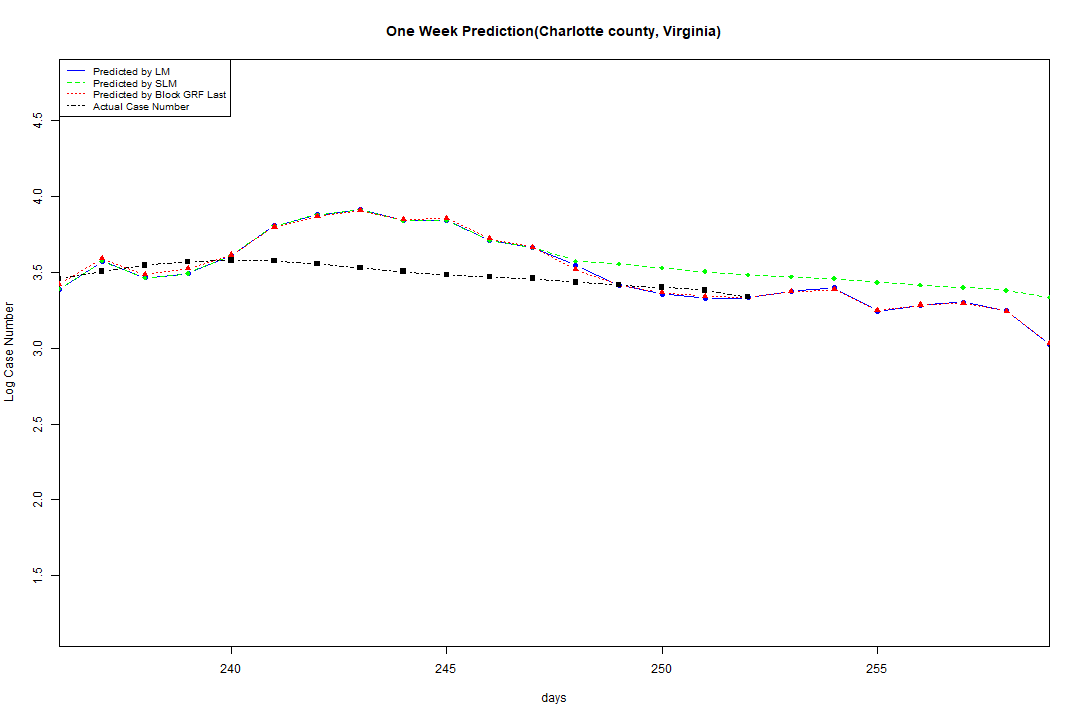 One Week Prediction(Charlotte county, Virginia)
Predicted by LM
Predicted by SLM
Predicted by Block GRF Last
Actual Case Number
4.5
4.0
3.5
3.0
2.5
2.0
1.5
Log Case Number
240 245 250 255
days